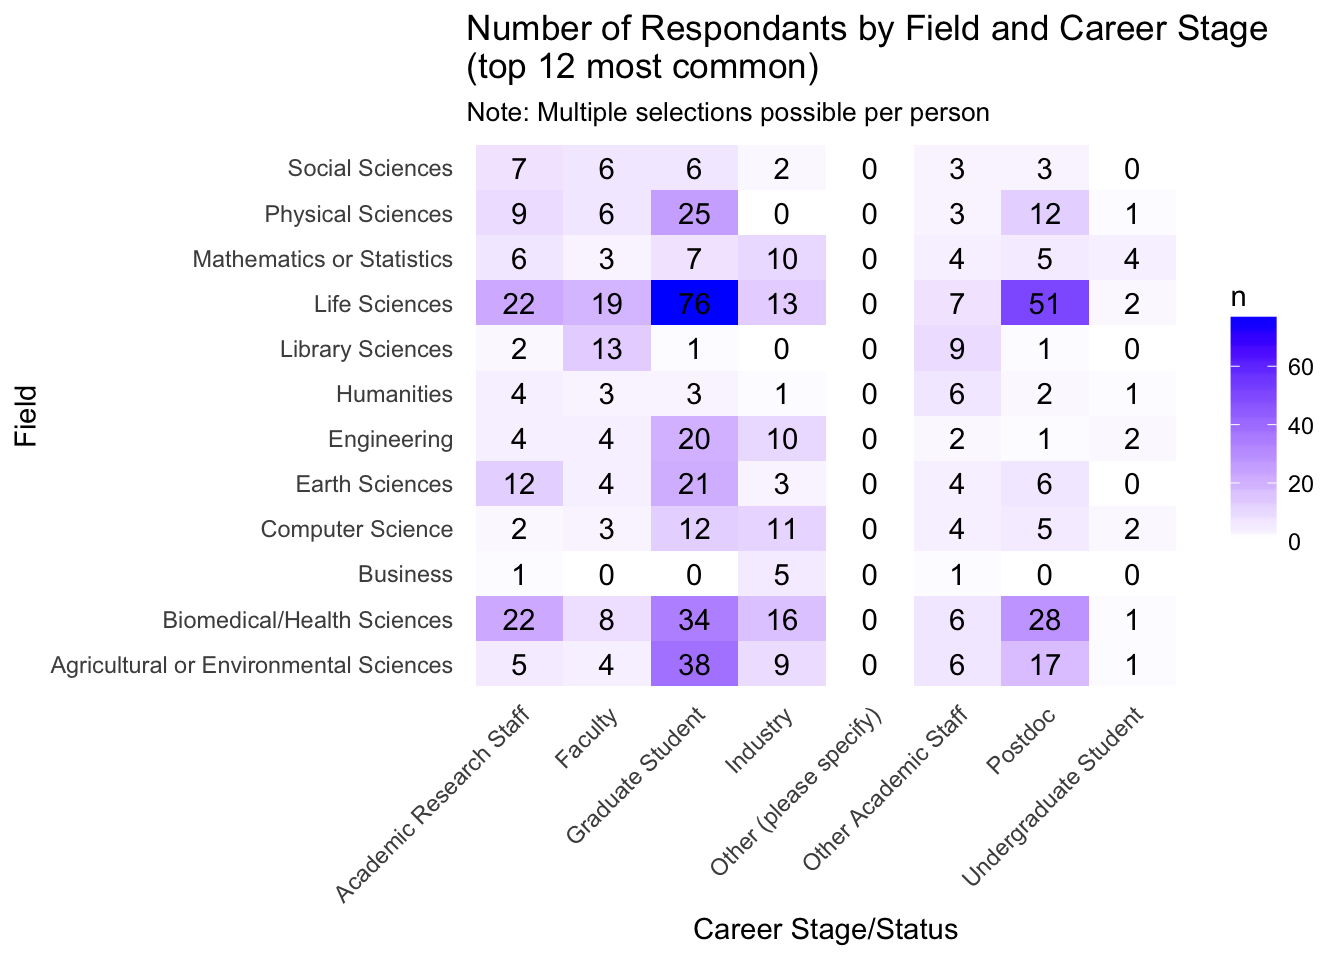 Number of Respondants by Field and Career Stage
(top 12 most common)
Note: Multiple selections possible per person
Field
Social Sciences 7 6 6 2 0 3 3 0
Physical Sciences 9 6 25 0 0 3 12 1
Mathematics or Statistics 6 3 7 10 0 4 5 4
Life Sciences 22 19 76 13 0 7 51 2
Library Sciences 2 13 1 0 0 9 1 0
Humanities 4 3 3 1 0 6 2 1
Engineering 4 4 20 10 0 2 1 2
Earth Sciences 12 4 21 3 0 4 6 0
Computer Science 2 3 12 11 0 4 5 2
Business 1 0 0 5 0 1 0 0
Biomedical/Health Sciences 22 8 34 16 0 6 28 1
Agricultural or Environmental Sciences 5 4 38 9 0 6 17 1
Academic Research Staff
Faculty
Graduate Student
Industry
Other (please specify)
Other Academic Staff
Postdoc
Undergraduate Student
Career Stage/Status
n
60
40
20
0